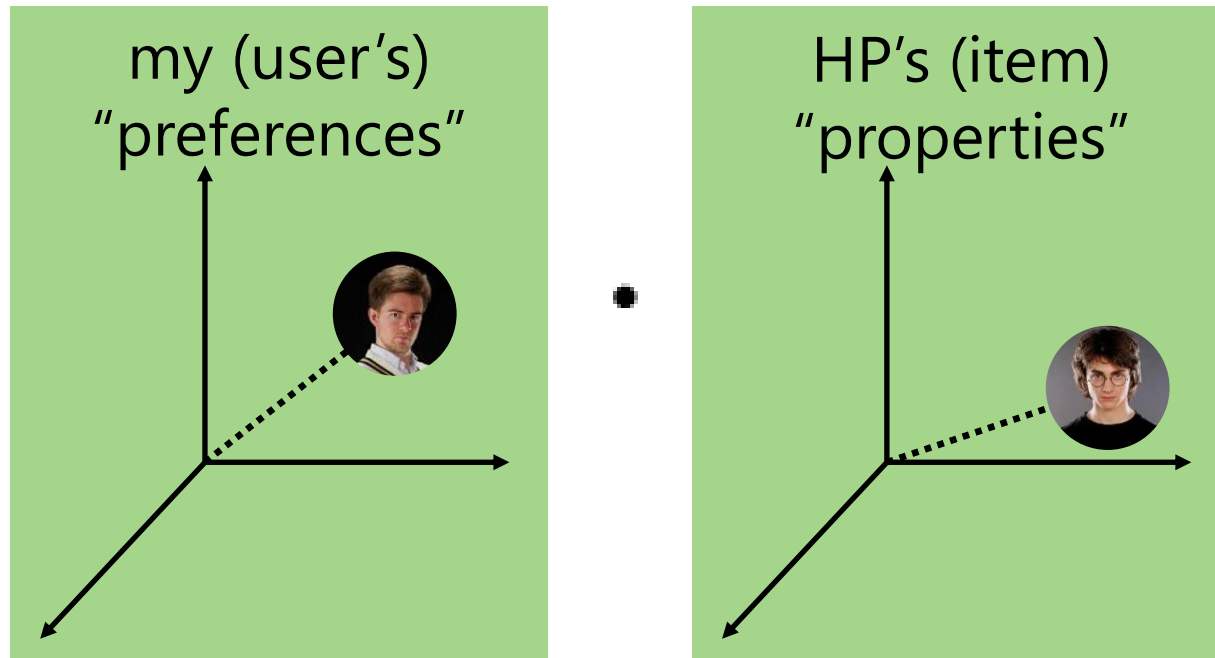 my (user’s)
“preferences”
HP’s (item)
“properties”